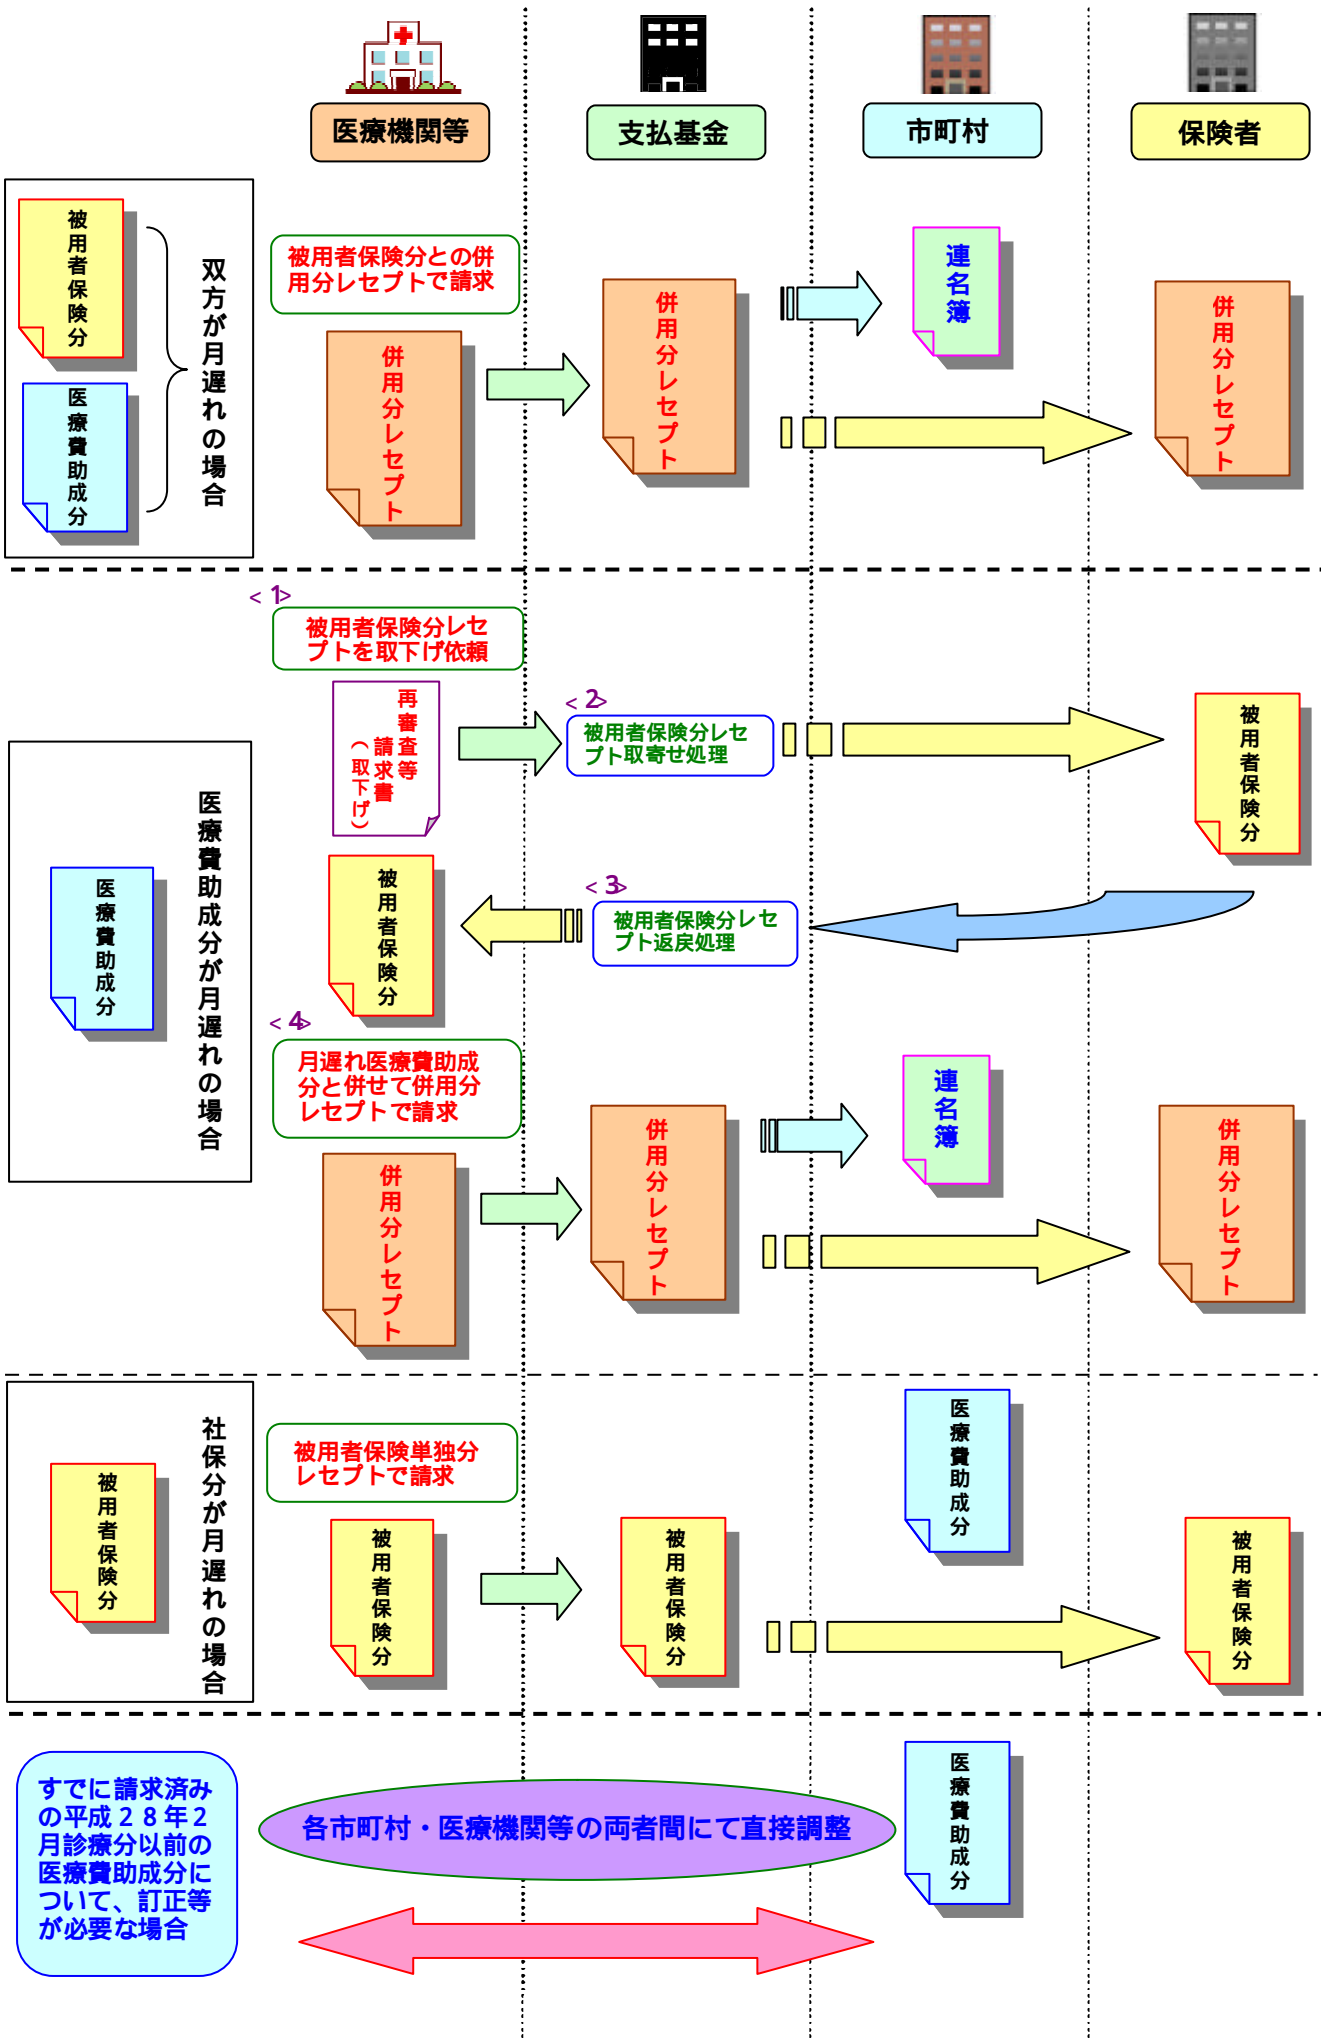 医療機関等
支払基金
市町村
保険者
被用者保険分
医療費助成分
双方が月遅れの場合
被用者保険分との併
用分レセプトで請求
併用分レセプト
併用分レセプト
連名簿
併用分レセプト
<1>
被用者保険分レセ
プトを取下げ依頼
再審査等
請求書
（取下げ）
<2>
被用者保険分レセ
プト取寄せ処理
被用者保険分
医療費助成分
医療費助成分が月遅れの場合
被用者保険分
<3>
被用者保険分レセ
プト返戻処理
<4>
月遅れ医療費助成
分と併せて併用分
レセプトで請求
併用分レセプト
併用分レセプト
連名簿
併用分レセプト
被用者保険分
社保分が月遅れの場合
被用者保険単独分
レセプトで請求
被用者保険分
被用者保険分
医療費助成分
被用者保険分
すでに請求済み
の平成２８年２
月診療分以前の
医療費助成分に
ついて、訂正等
が必要な場合
各市町村・医療機関等の両者間にて直接調整
医療費助成分